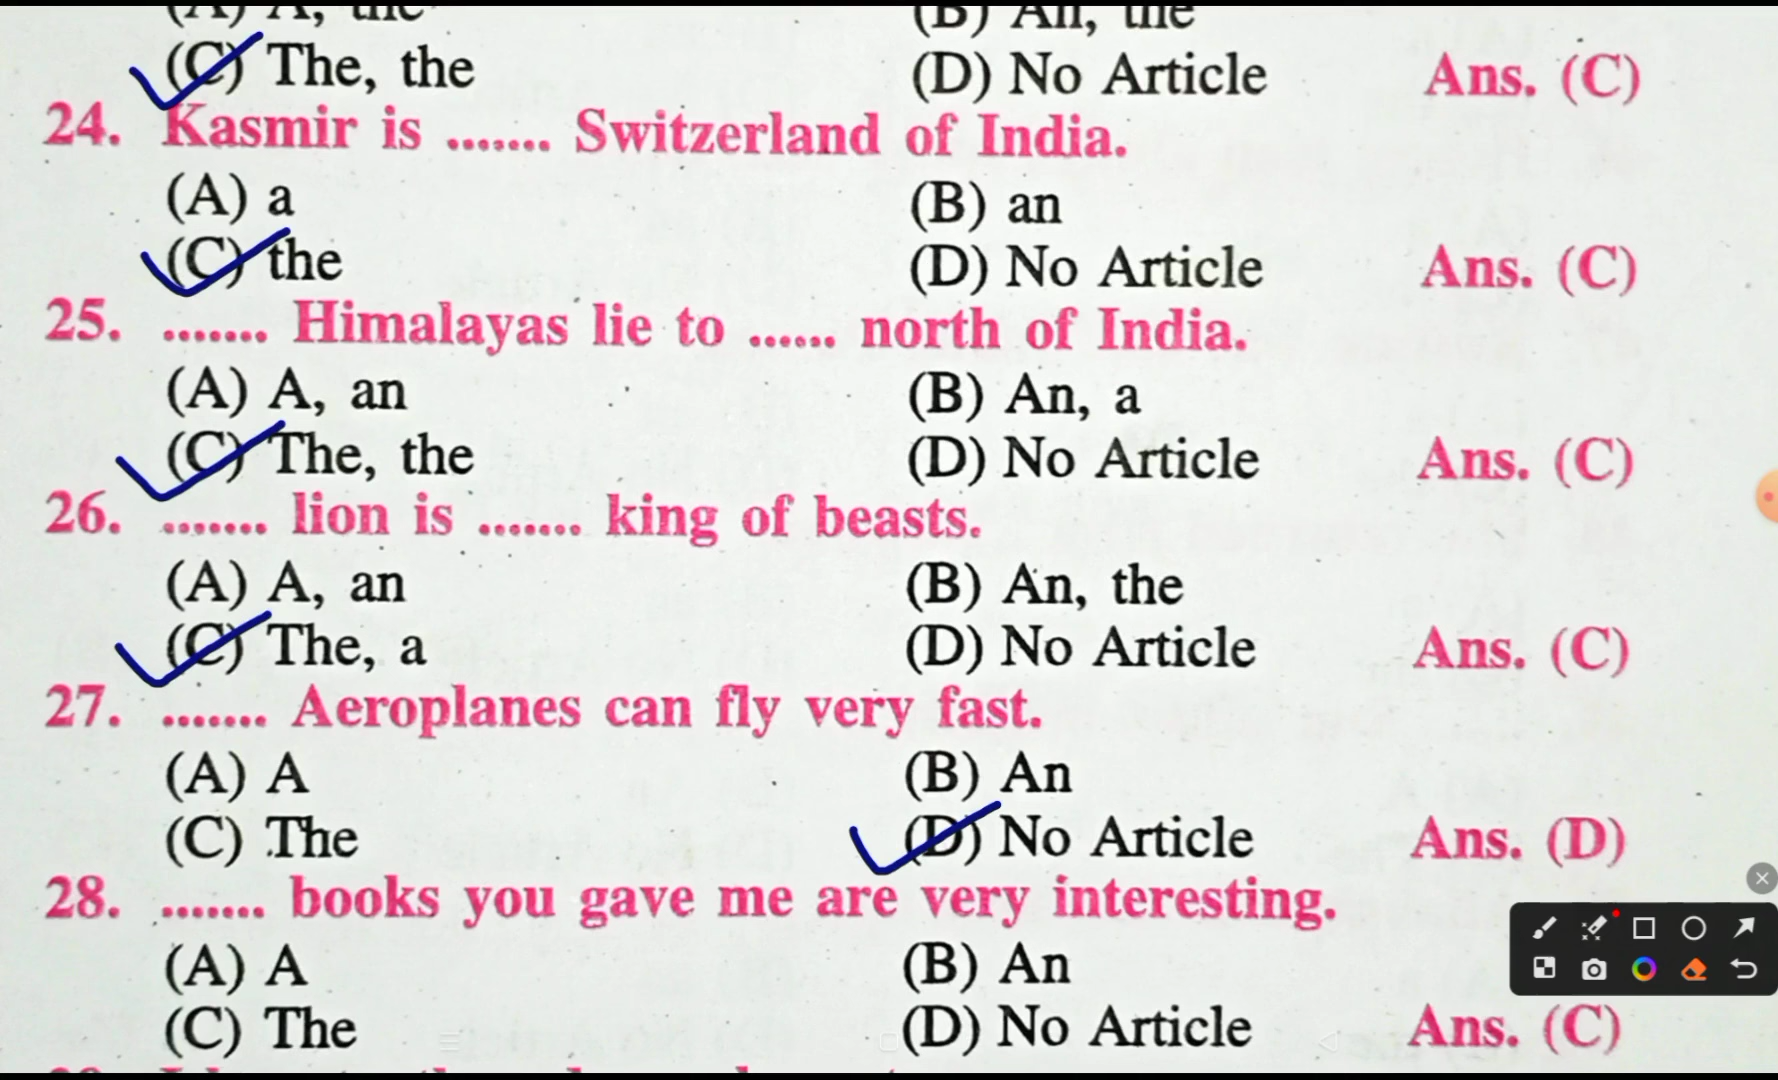 (A) A, the (B) An, the
(C) The, the (D) No Article Ans. (C)
24. Kasmir is ....... Switzerland of India.
(A) a (B) an
(C) the (D) No Article Ans. (C)
25. ....... Himalayas lie to ...... north of India.
(A) A, an (B) An, a
(C) The, the (D) No Article Ans. (C)
26. ....... lion is ....... king of beasts.
(A) A, an (B) An, the
(C) The, a (D) No Article Ans. (C)
27. ....... Aeroplanes can fly very fast.
(A) A (B) An
(C) The (D) No Article Ans. (D)
28. ....... books you gave me are very interesting.
(A) A (B) An
(C) The (D) No Article Ans. (C)